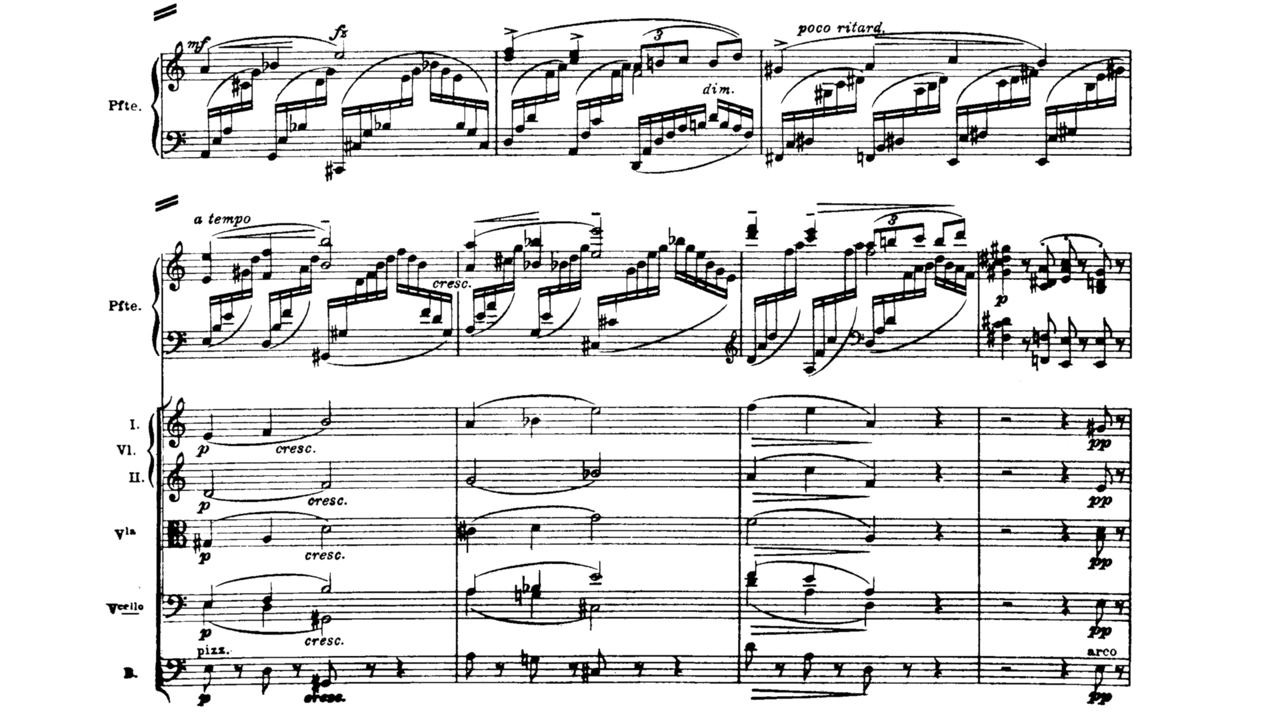 mf fz 3 poco ritard.
Pfte. dim.
a tempo 3
cresc.
Pfte. p
I.
p cresc. pp
Vl.
II.
p cresc. pp
Vla
p cresc. pp
Vcello
p cresc. pp
pizz. arco
B.
p cresc. pp